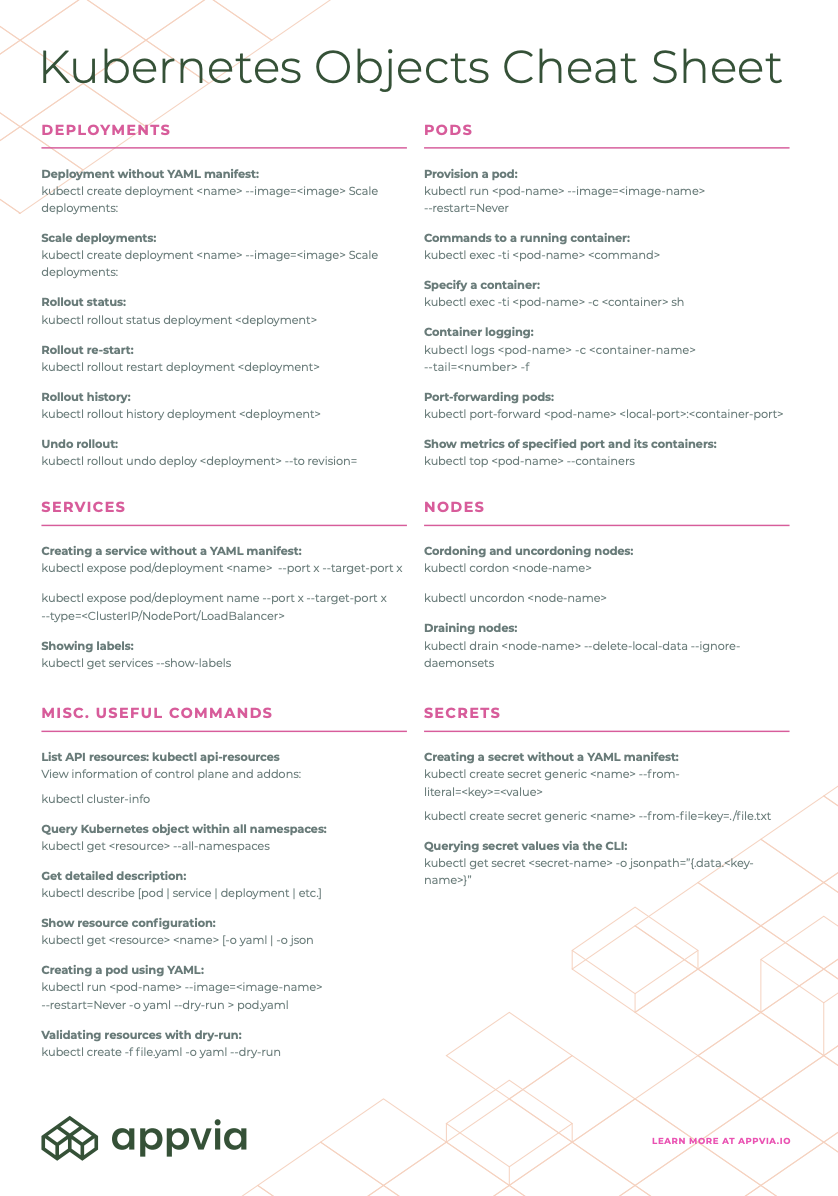 Kubernetes Objects Cheat Sheet
DEPLOYMENTS
Deployment without YAML manifest:
kubectl create deployment <name> --image=<image> Scale
deployments:
Scale deployments:
kubectl create deployment <name> --image=<image> Scale
deployments:
Rollout status:
kubectl rollout status deployment <deployment>
Rollout re-start:
kubectl rollout restart deployment <deployment>
Rollout history:
kubectl rollout history deployment <deployment>
Undo rollout:
kubectl rollout undo deploy <deployment> --to revision=
PODS
Provision a pod:
kubectl run <pod-name> --image=<image-name>
--restart=Never
Commands to a running container:
kubectl exec -ti <pod-name> <command>
Specify a container:
kubectl exec -ti <pod-name> -c <container> sh
Container logging:
kubectl logs <pod-name> -c <container-name>
--tail=<number> -f
Port-forwarding pods:
kubectl port-forward <pod-name> <local-port>:<container-port>
Show metrics of specified port and its containers:
kubectl top <pod-name> --containers
SERVICES
Creating a service without a YAML manifest:
kubectl expose pod/deployment <name>  --port x --target-port x
kubectl expose pod/deployment name --port x --target-port x
--type=<ClusterIP/NodePort/LoadBalancer>
Showing labels:
kubectl get services --show-labels
NODES
Cordoning and uncordoning nodes:
kubectl cordon <node-name>
kubectl uncordon <node-name>
Draining nodes:
kubectl drain <node-name> --delete-local-data --ignore-
daemonsets
MISC. USEFUL COMMANDS
List API resources: kubectl api-resources
View information of control plane and addons:
kubectl cluster-info
Query Kubernetes object within all namespaces:
kubectl get <resource> --all-namespaces
Get detailed description:
kubectl describe [pod | service | deployment | etc.]
Show resource configuration:
kubectl get <resource> <name> [-o yaml | -o json
Creating a pod using YAML:
kubectl run <pod-name> --image=<image-name>
--restart=Never -o yaml --dry-run > pod.yaml
Validating resources with dry-run:
kubectl create -f file.yaml -o yaml --dry-run
SECRETS
Creating a secret without a YAML manifest:
kubectl create secret generic <name> --from-
literal=<key>=<value>
kubectl create secret generic <name> --from-file=key=./file.txt
Querying secret values via the CLI:
kubectl get secret <secret-name> -o jsonpath=”{.data.<key-
name>}”
appvia
LEARN MORE AT APPVIA.IO